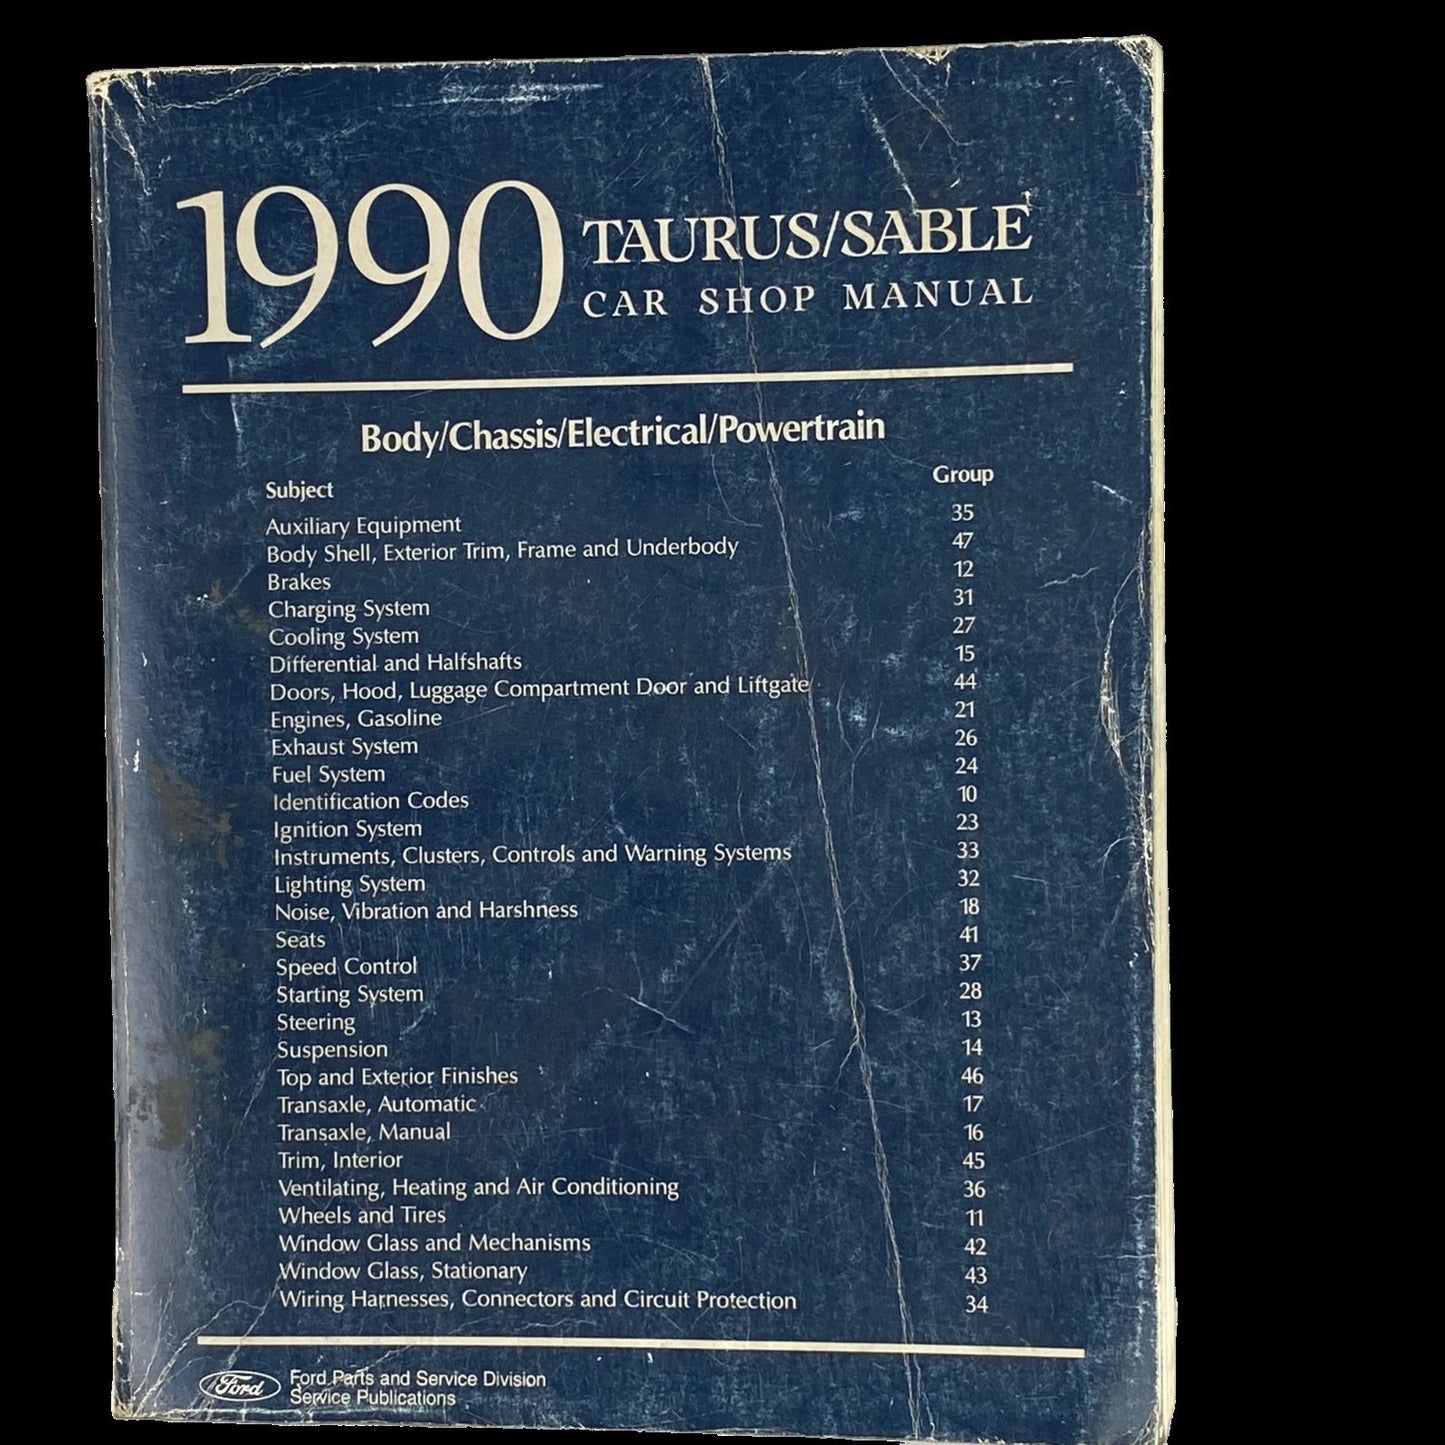 1990 TAURUS/SABLE
CAR SHOP MANUAL
Body/Chassis/Electrical/Powertrain
Subject Group
Auxiliary Equipment 35
Body Shell, Exterior Trim, Frame and Underbody 47
Brakes 12
Charging System 31
Cooling System 27
Differential and Halfshafts 15
Doors, Hood, Luggage Compartment Door and Liftgate 44
Engines, Gasoline 21
Exhaust System 26
Fuel System 24
Identification Codes 10
Ignition System 23
Instruments, Clusters, Controls and Warning Systems 33
Lighting System 32
Noise, Vibration and Harshness 18
Seats 41
Speed Control 37
Starting System 28
Steering 13
Suspension 14
Top and Exterior Finishes 46
Transaxle, Automatic 17
Transaxle, Manual 16
Trim, Interior 45
Ventilating, Heating and Air Conditioning 36
Wheels and Tires 11
Window Glass and Mechanisms 42
Window Glass, Stationary 43
Wiring Harnesses, Connectors and Circuit Protection 34
Ford Ford Parts and Service Division
Service Publications